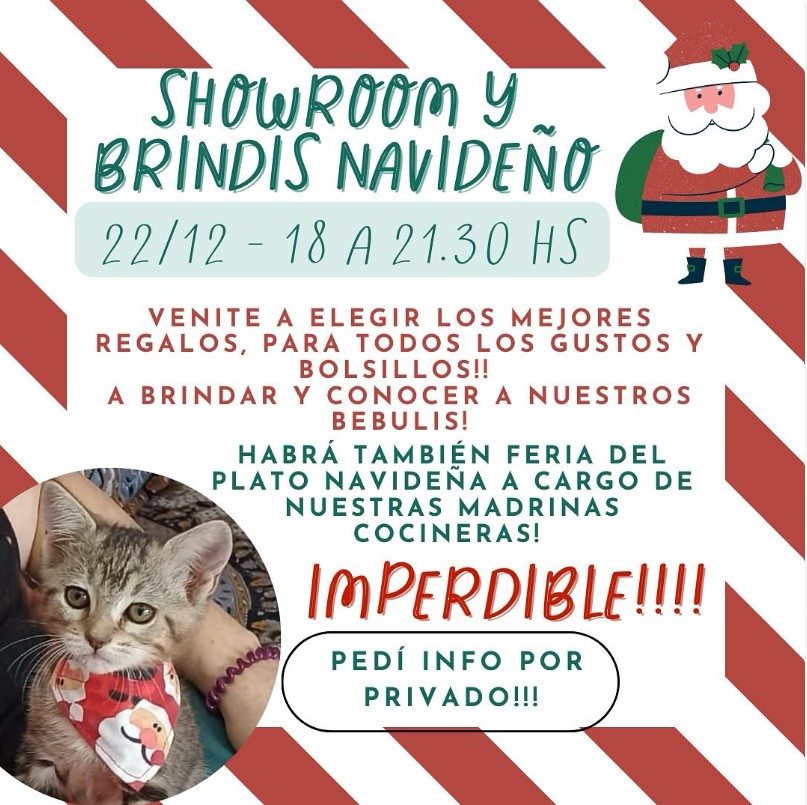 SHOWROOM Y
BRINDIS NAVIDEÑO
22/12 - 18 A 21.30 HS
VENITE A ELEGIR LOS MEJORES
REGALOS, PARA TODOS LOS GUSTOS Y
BOLSILLOS!!
A BRINDAR Y CONOCER A NUESTROS
BEBULIS!
HABRÁ TAMBIÉN FERIA DEL
PLATO NAVIDEÑA A CARGO DE
NUESTRAS MADRINAS
COCINERAS!
IMPERDIBLE!!!!
PEDÍ INFO POR
PRIVADO!!!